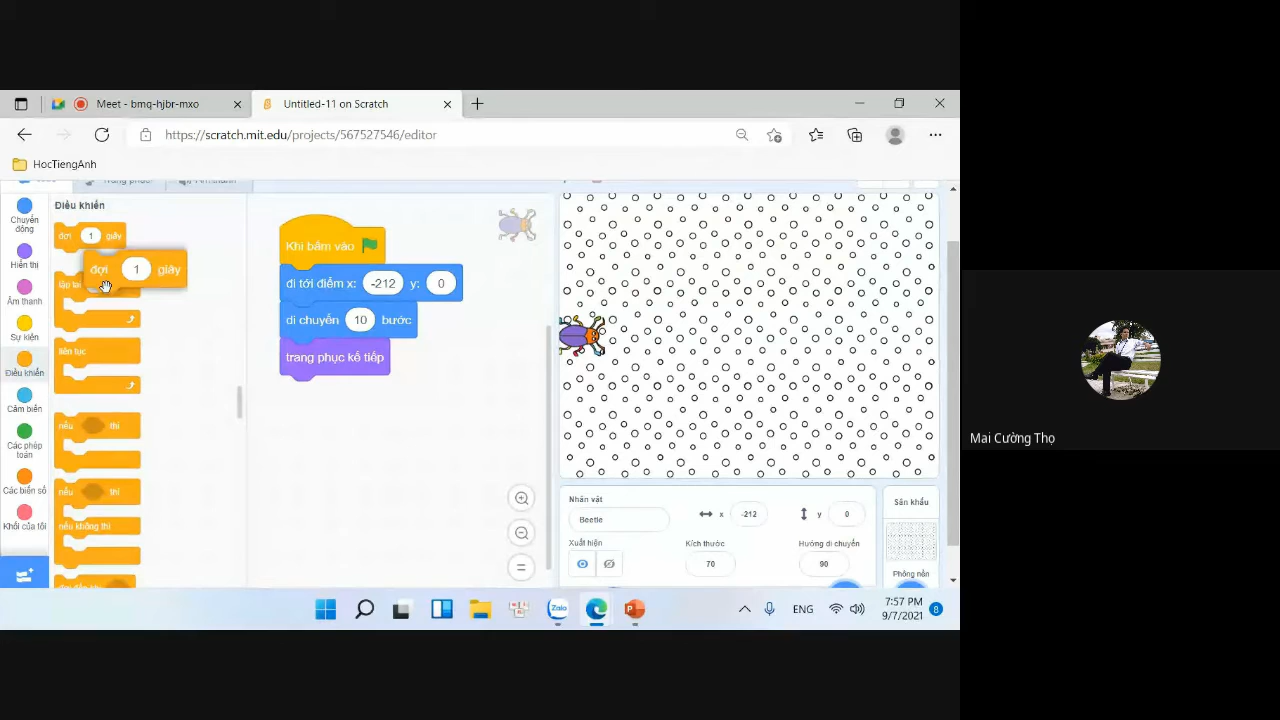 Meet - bmq-hjbr-mxo
Untitled-11 on Scratch
https://scratch.mit.edu/projects/567527546/editor
HocTiengAnh
Chuyển động
Hiển thị
Âm thanh
Sự kiện
Điều khiển
Cảm biến
Các phép toán
Các biến số
Khối của tôi
Điều khiển
đợi 1 giây
đợi 1 giây
liên tục
nếu thì
nếu thì
nếu không thì
Khi bấm vào
đi tới điểm x: -212 y: 0
di chuyển 10 bước
trang phục kế tiếp
Nhân vật
Beetle
x -212
y 0
Xuất hiện
Kích thước
70
Hướng di chuyển
90
Sân khấu
Phông nền
Zalo
ENG
7:57 PM
9/7/2021
8
Mai Cường Thọ